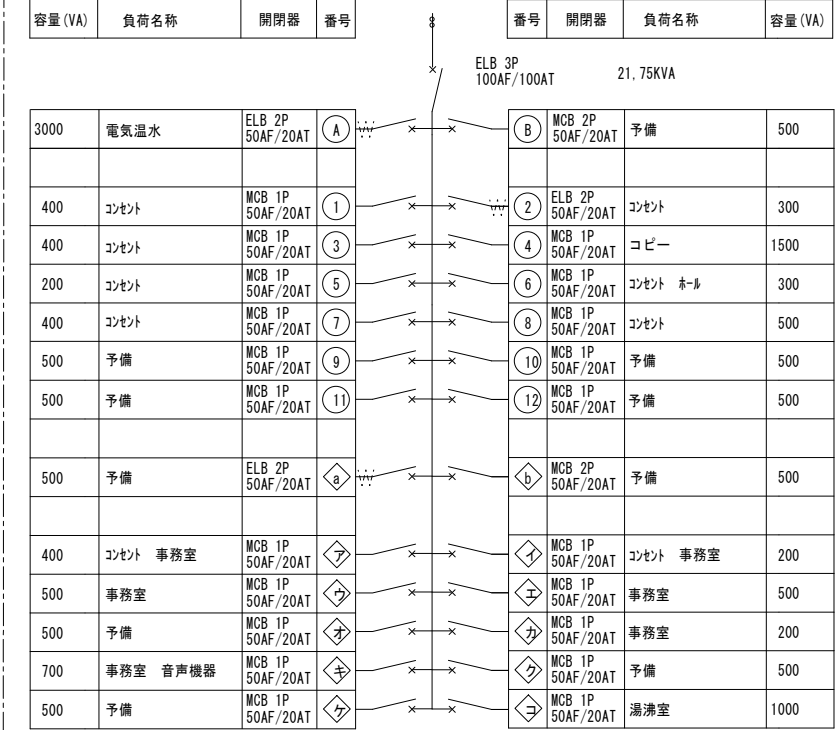 容量(VA) 負荷名称 開閉器 番号 番号 開閉器 負荷名称 容量(VA)
ELB 3P
100AF/100AT 21,75KVA
3000 電気温水 ELB 2P 50AF/20AT A B MCB 2P 50AF/20AT 予備 500
400 コンセント MCB 1P 50AF/20AT 1 2 ELB 2P 50AF/20AT コンセント 300
400 コンセント MCB 1P 50AF/20AT 3 4 MCB 1P 50AF/20AT コピー 1500
200 コンセント MCB 1P 50AF/20AT 5 6 MCB 1P 50AF/20AT コンセント ホール 300
400 コンセント MCB 1P 50AF/20AT 7 8 MCB 1P 50AF/20AT コンセント 500
500 予備 MCB 1P 50AF/20AT 9 10 MCB 1P 50AF/20AT 予備 500
500 予備 MCB 1P 50AF/20AT 11 12 MCB 1P 50AF/20AT 予備 500
500 予備 ELB 2P 50AF/20AT a b MCB 2P 50AF/20AT 予備 500
400 コンセント 事務室 MCB 1P 50AF/20AT ア イ MCB 1P 50AF/20AT コンセント 事務室 200
500 事務室 MCB 1P 50AF/20AT ウ エ MCB 1P 50AF/20AT 事務室 500
500 予備 MCB 1P 50AF/20AT オ カ MCB 1P 50AF/20AT 事務室 200
700 事務室 音声機器 MCB 1P 50AF/20AT キ ク MCB 1P 50AF/20AT 予備 500
500 予備 MCB 1P 50AF/20AT ケ コ MCB 1P 50AF/20AT 湯沸室 1000